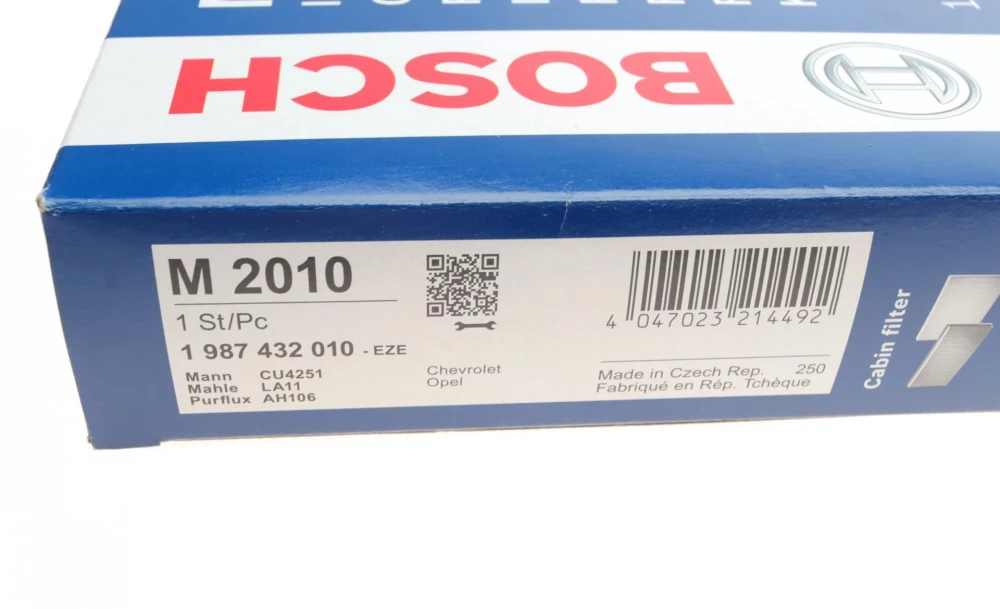 BOSCH
M 2010
1 St/Pc
1 987 432 010 - EZE
Mann CU4251
Mahle LA11
Purflux AH106
Chevrolet
Opel
4 047023 214492
Made in Czech Rep. 250
Fabriqué en Rép. Tchèque
Cabin filter